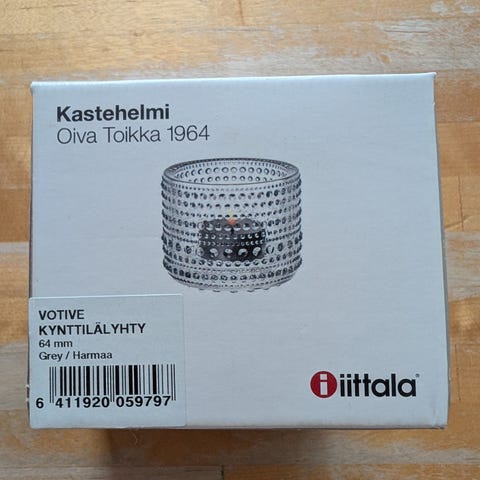 Kastehelmi
Oiva Toikka 1964
VOTIVE
KYNTTILÄLYHTY
64 mm
Grey / Harmaa
6 411920 059797
iittala